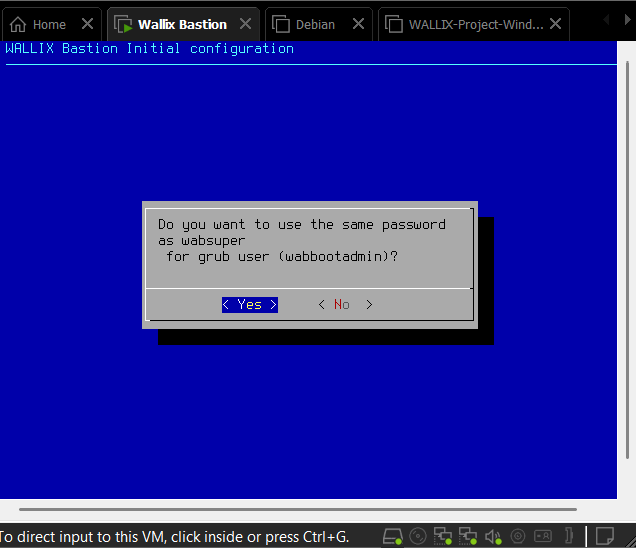 Home
Wallix Bastion
Debian
WALLIX-Project-Wind...
WALLIX Bastion Initial configuration
Do you want to use the same password
as wabsuper
for grub user (wabbootadmin)?
< Yes > < No >
To direct input to this VM, click inside or press Ctrl+G.